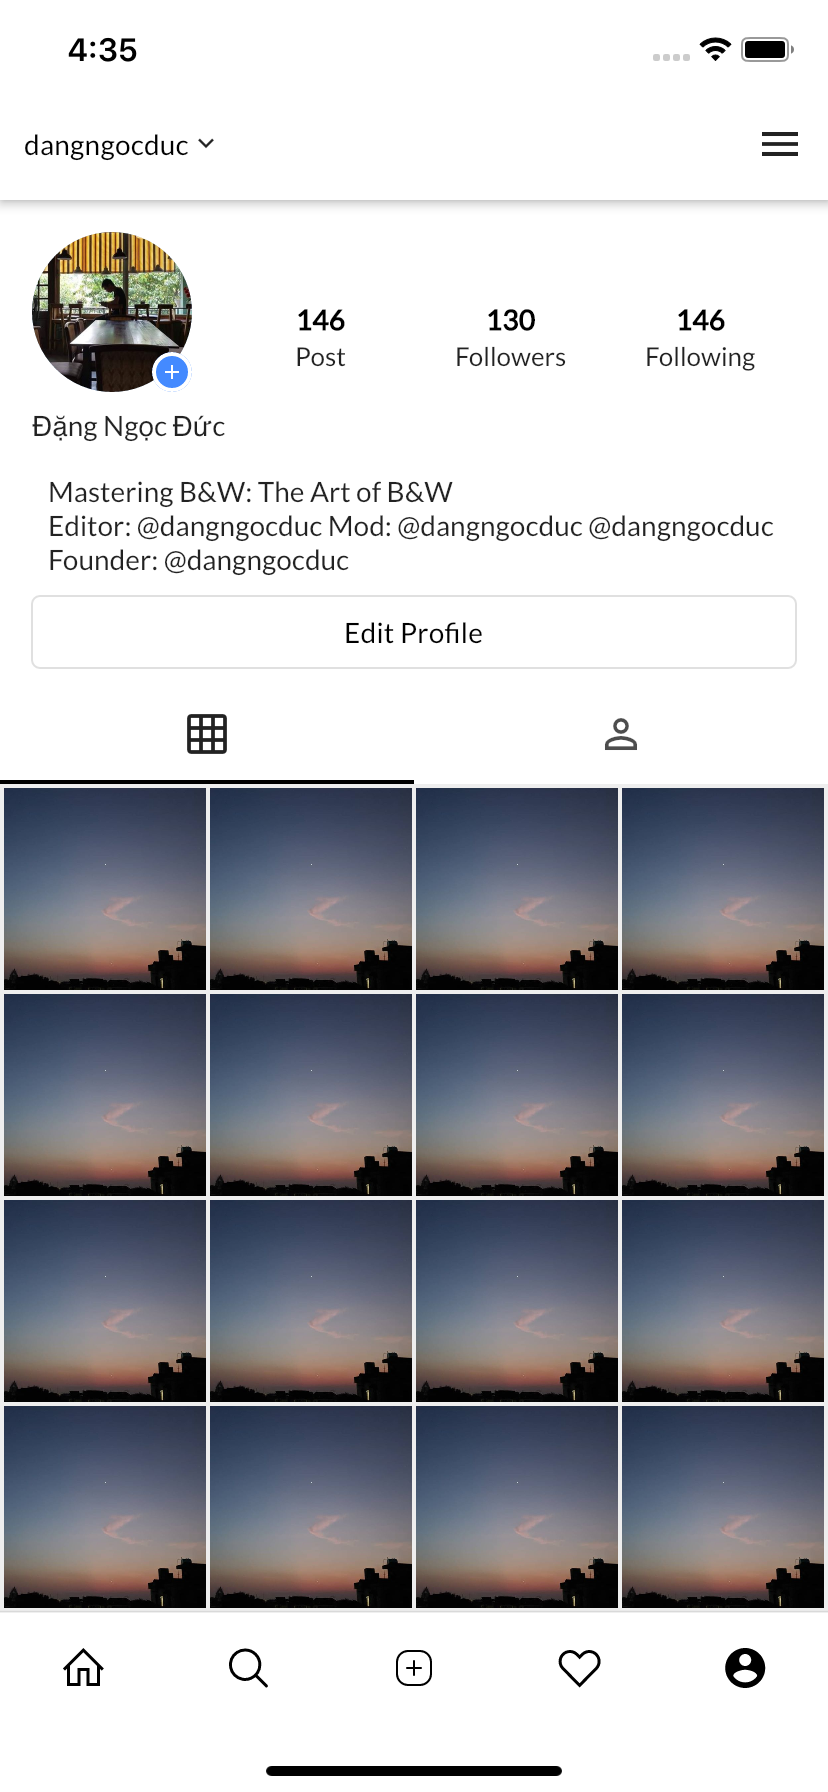 4:35
dangngocduc
146 130 146
Post Followers Following
Đặng Ngọc Đức
Mastering B&W: The Art of B&W
Editor: @dangngocduc Mod: @dangngocduc @dangngocduc
Founder: @dangngocduc
Edit Profile